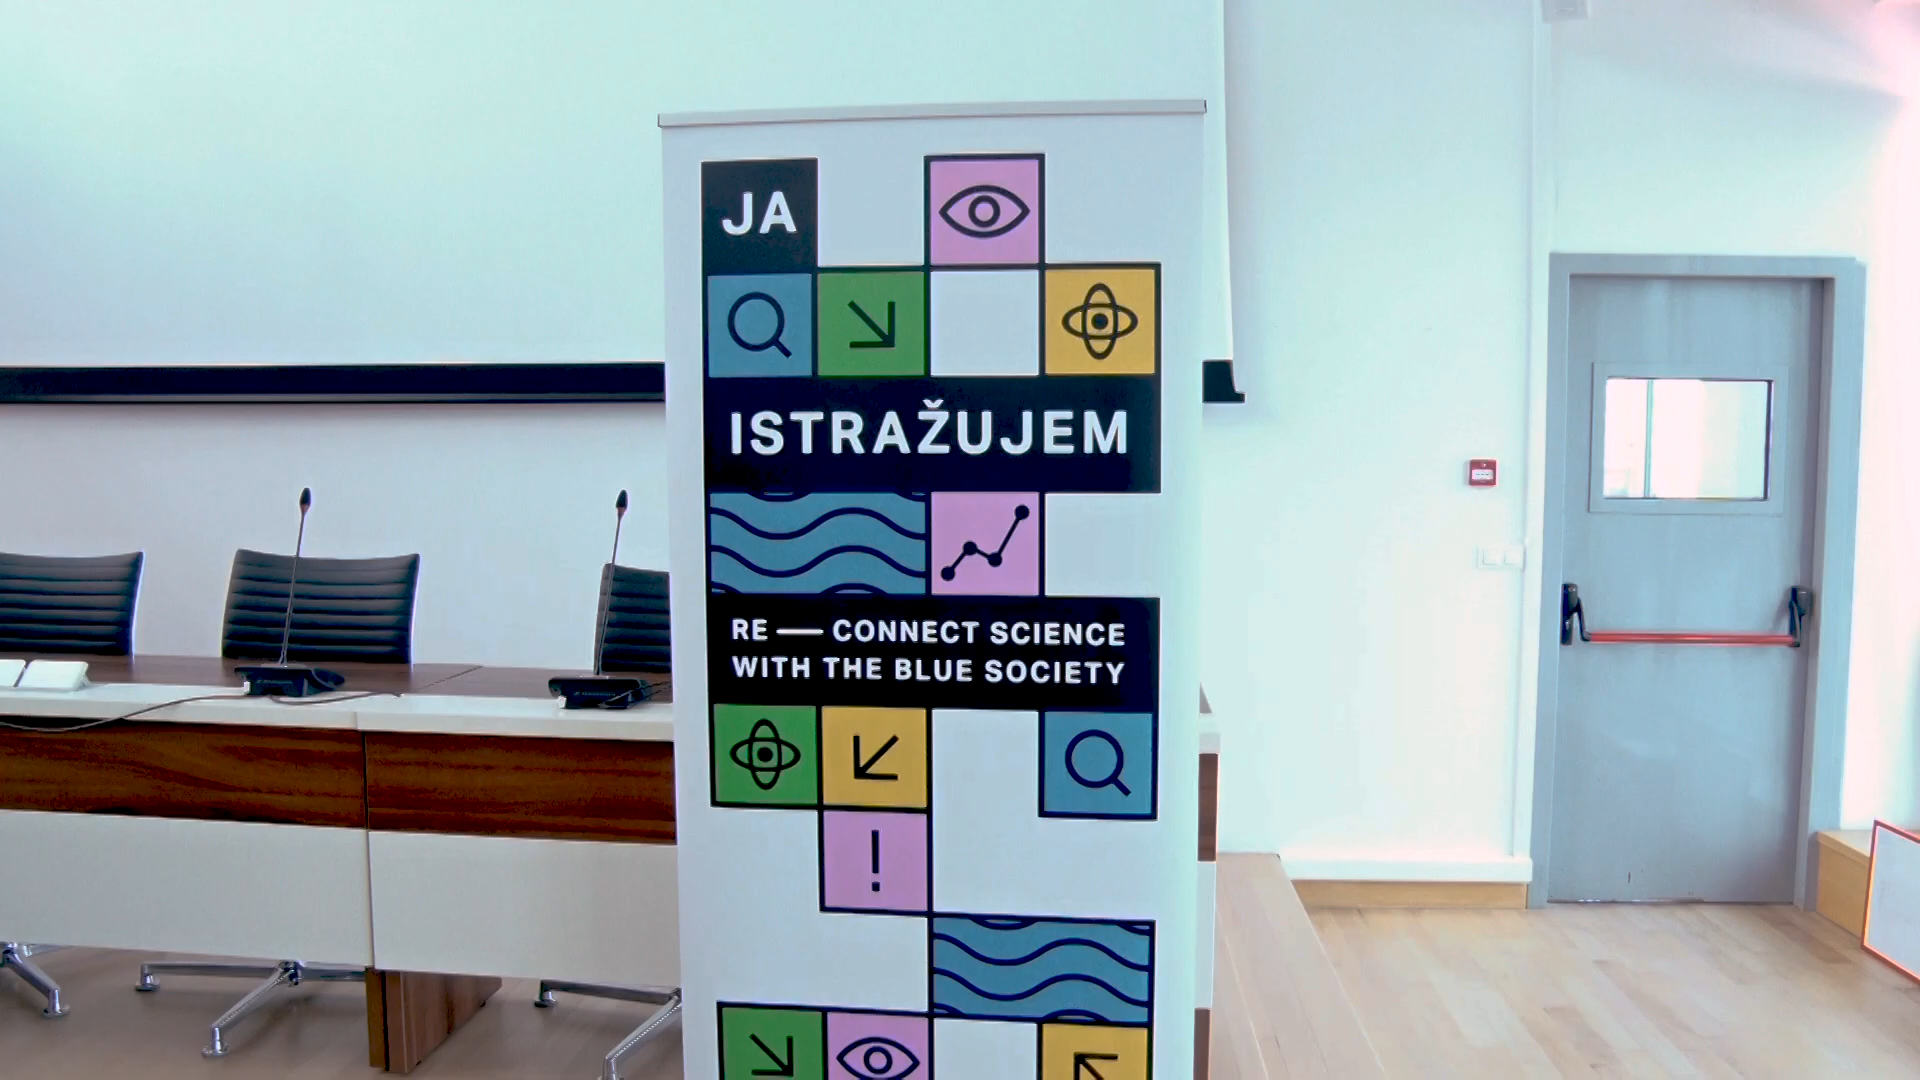 JA
ISTRAŽUJEM
RE — CONNECT SCIENCE
WITH THE BLUE SOCIETY
!